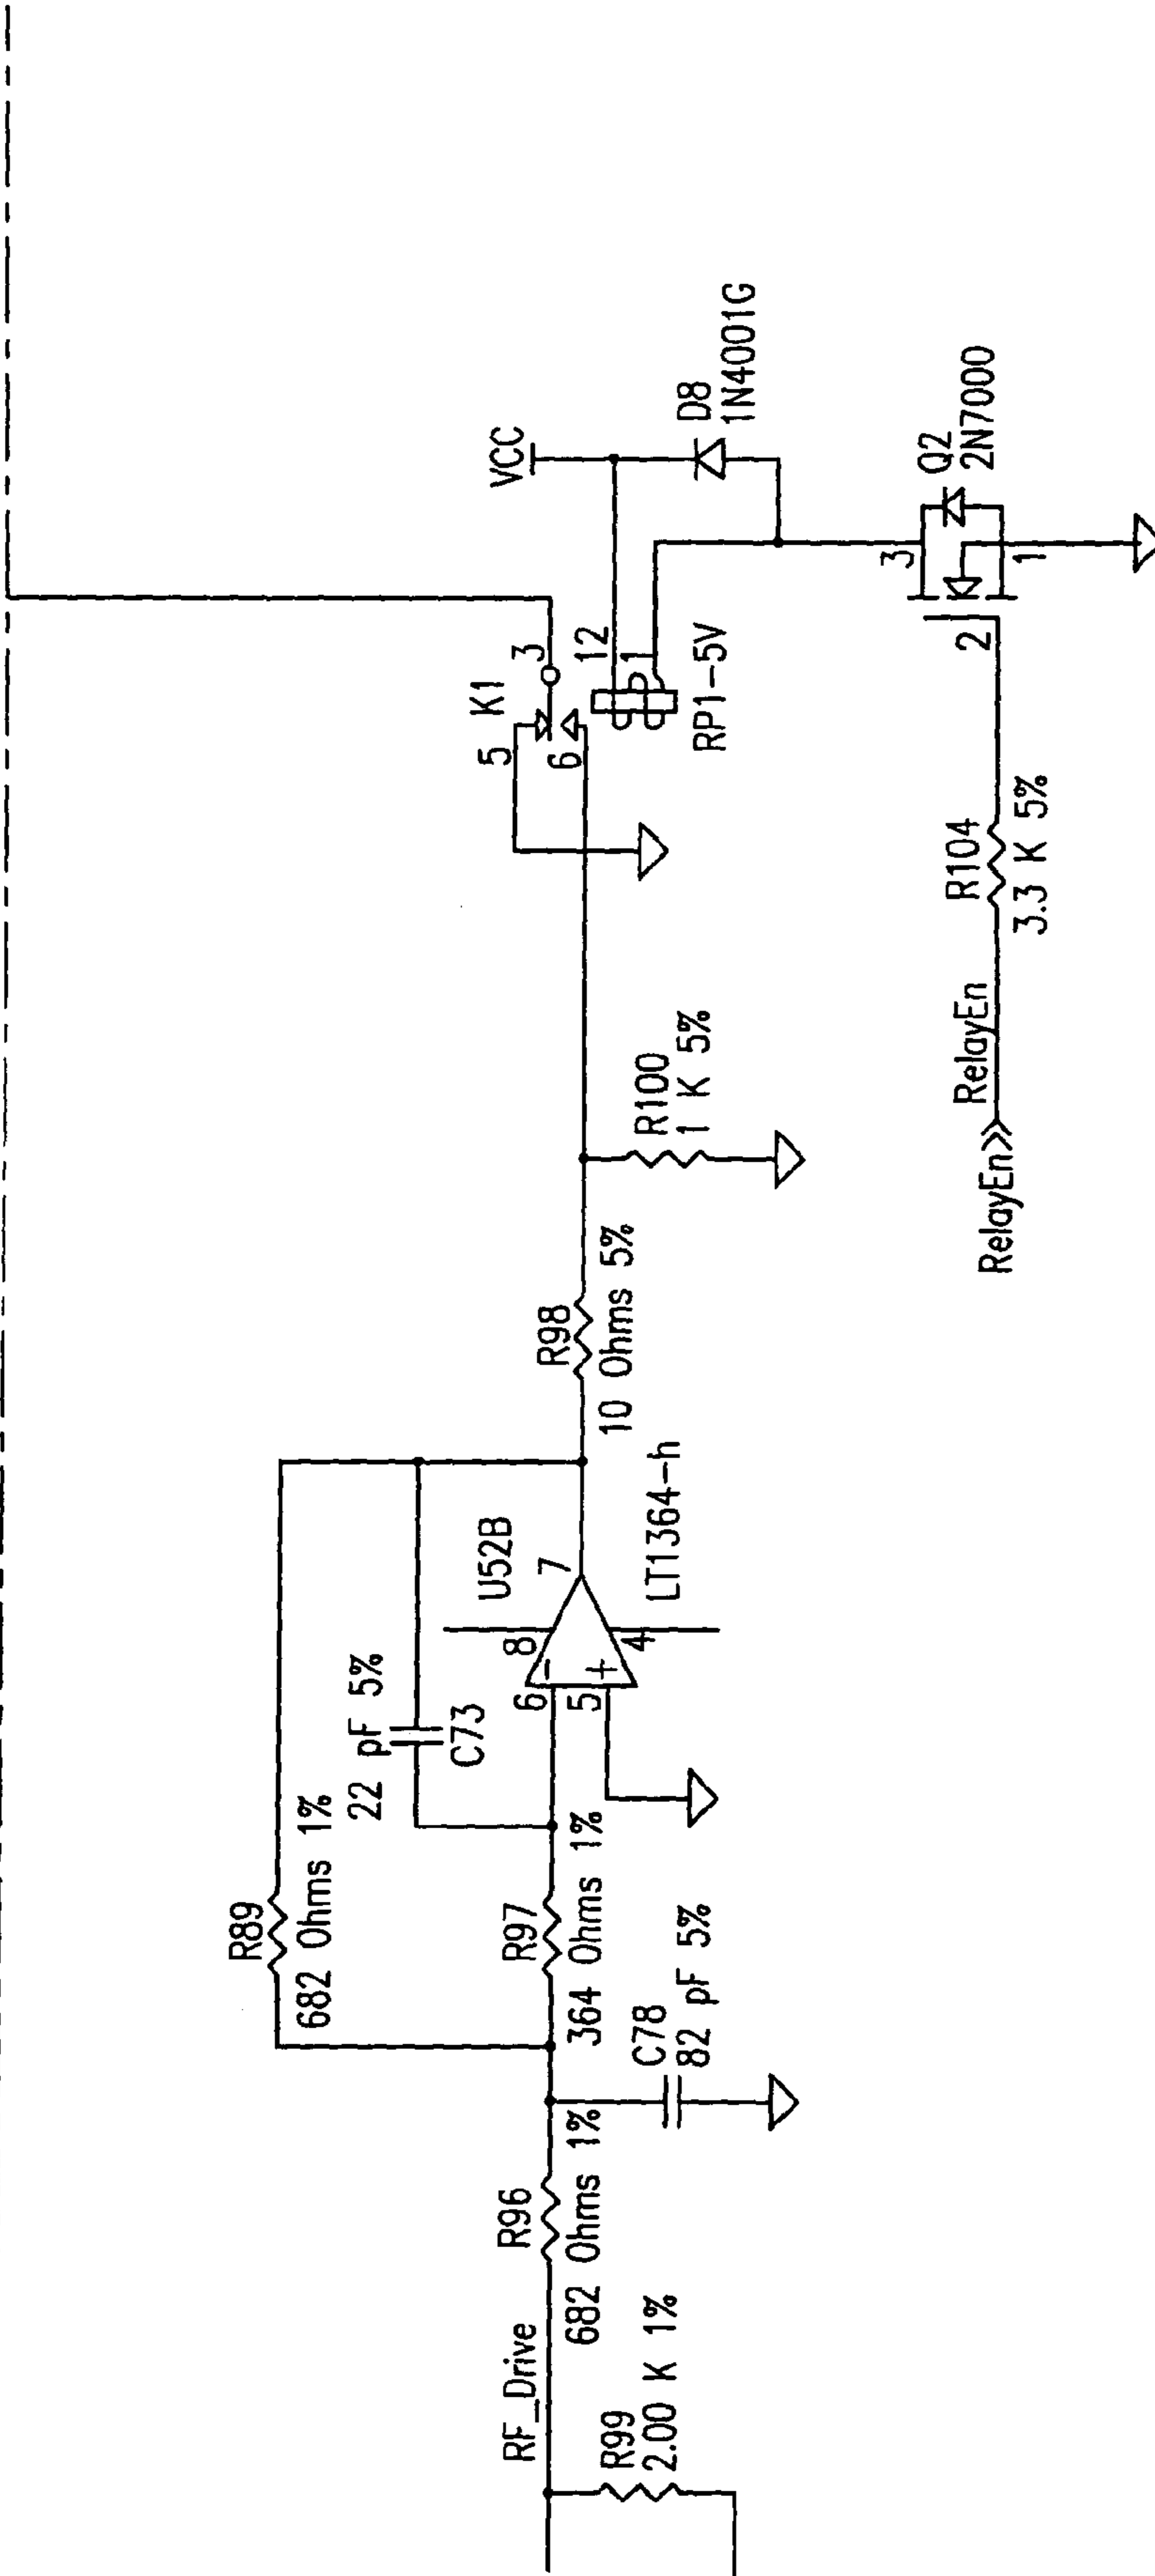 R89
682 Ohms 1%
22 pF 5%
C73
RF_Drive
R96
682 Ohms 1%
R97
364 Ohms 1%
6
5
8
4
7
U52B
LT1364-h
R98
10 Ohms 5%
K1
5
6
3
12
1
RP1-5V
VCC
D8
1N4001G
R99
2.00 K 1%
C78
82 pF 5%
R100
1 K 5%
RelayEn
RelayEn
R104
3.3 K 5%
2
3
1
Q2
2N7000